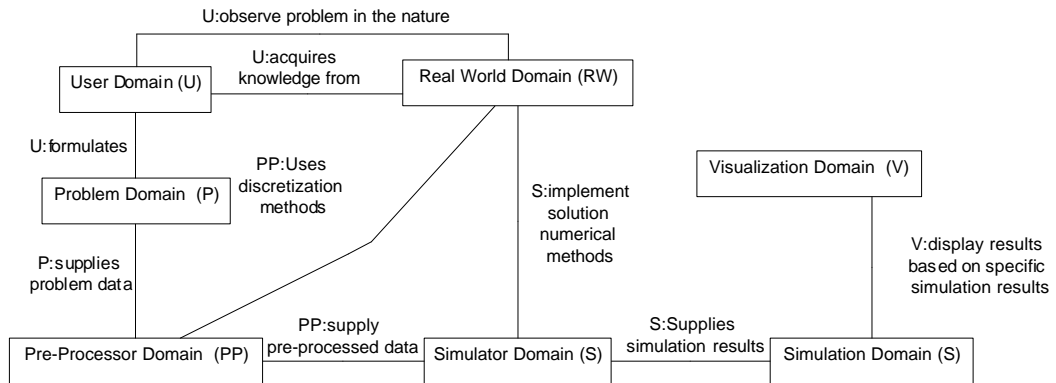 U:observe problem in the nature
U:acquires
knowledge from
User Domain (U)
Real World Domain (RW)
U:formulates
PP:Uses
discretization
methods
Problem Domain (P)
S:implement
solution
numerical
methods
Visualization Domain (V)
P:supplies
problem data
V:display results
based on specific
simulation results
PP:supply
pre-processed data
S:Supplies
simulation results
Pre-Processor Domain (PP)
Simulator Domain (S)
Simulation Domain (S)